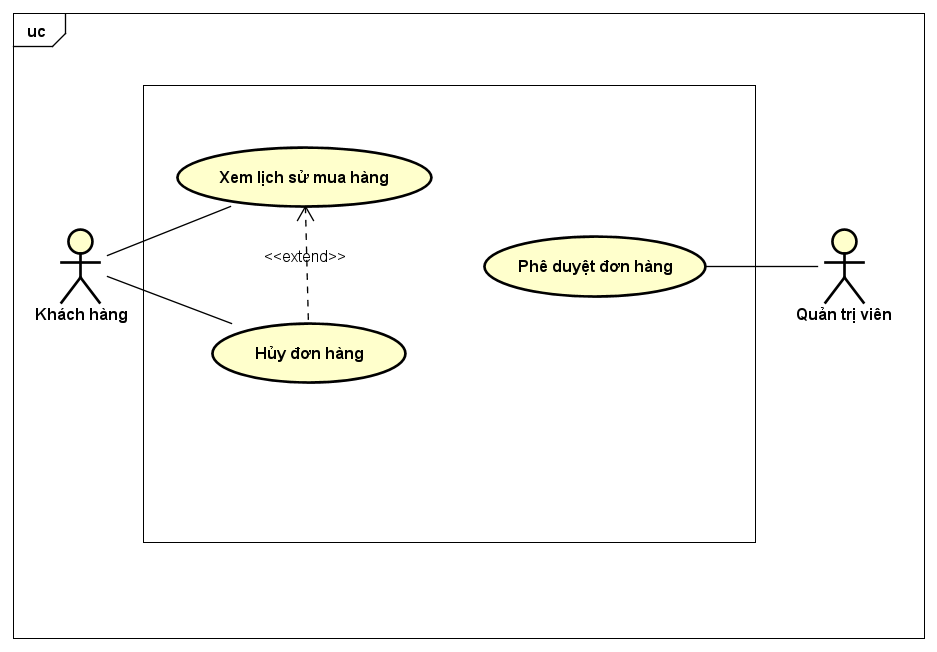 uc
Xem lịch sử mua hàng
<<extend>>
Phê duyệt đơn hàng
Khách hàng
Quản trị viên
Hủy đơn hàng